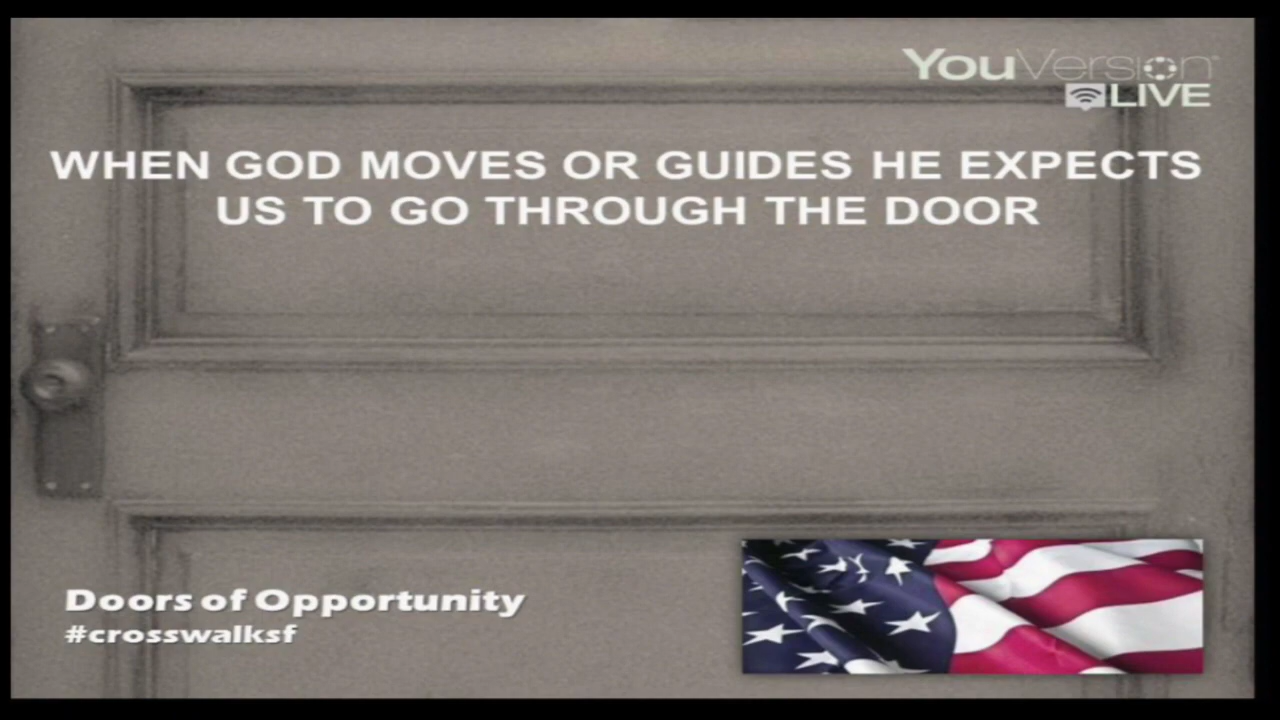 YouVersion
LIVE
WHEN GOD MOVES OR GUIDES HE EXPECTS
US TO GO THROUGH THE DOOR
Doors of Opportunity
#crosswalksf